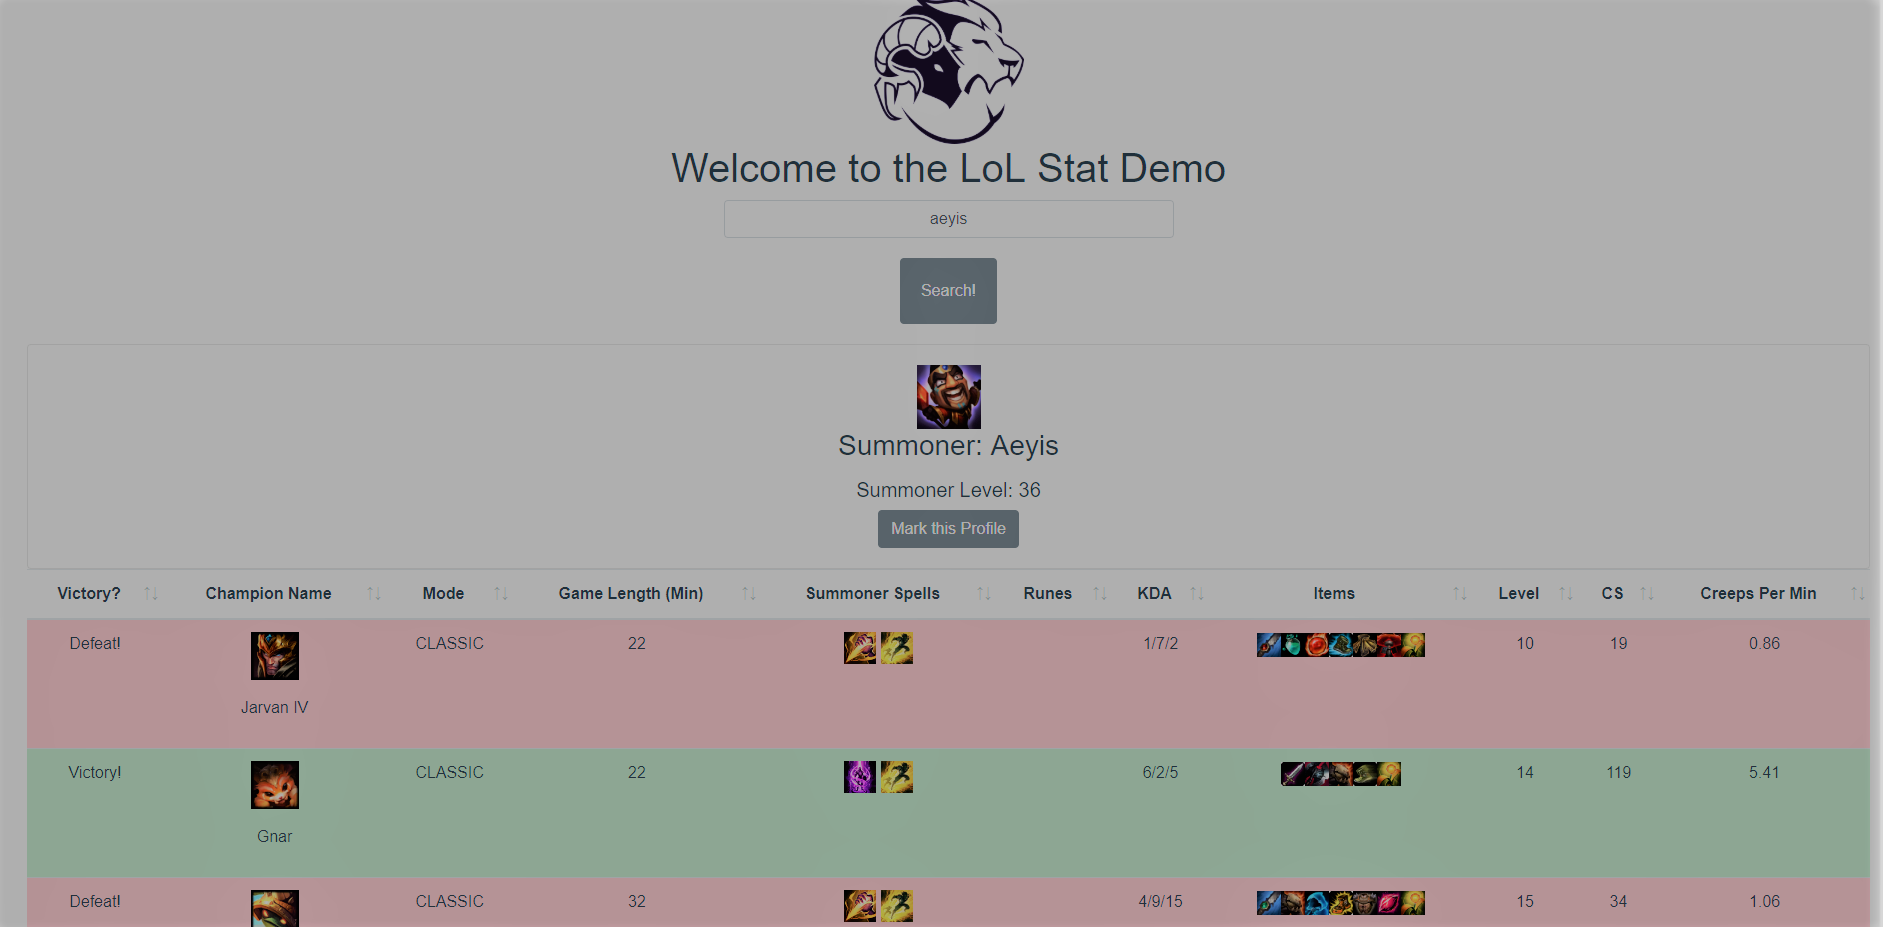 Welcome to the LoL Stat Demo
aeyis
Search!
Summoner: Aeyis
Summoner Level: 36
Mark this Profile
Victory? Champion Name Mode Game Length (Min) Summoner Spells Runes KDA Items Level CS Creeps Per Min
Defeat! CLASSIC 22 1/7/2 10 19 0.86
Jarvan IV
Victory! CLASSIC 22 6/2/5 14 119 5.41
Gnar
Defeat! CLASSIC 32 4/9/15 15 34 1.06